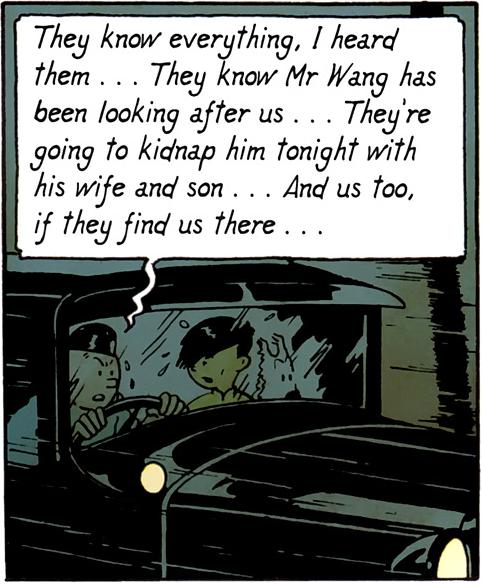 They know everything, I heard
them . . . They know Mr Wang has
been looking after us . . . They're
going to kidnap him tonight with
his wife and son . . . And us too,
if they find us there . . .